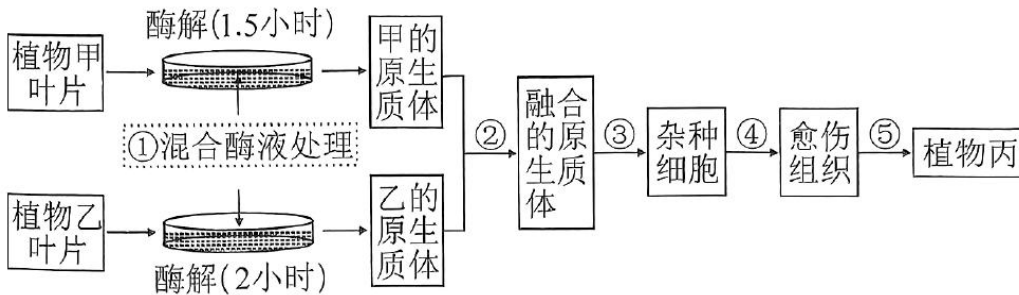 酶解(1.5小时)
植物甲
叶片
甲的
原生
质体
①混合酶液处理
②
融合
的原
生质
体
③
杂种
细胞
④
愈伤
组织
⑤
植物丙
植物乙
叶片
乙的
原生
质体
酶解(2小时)